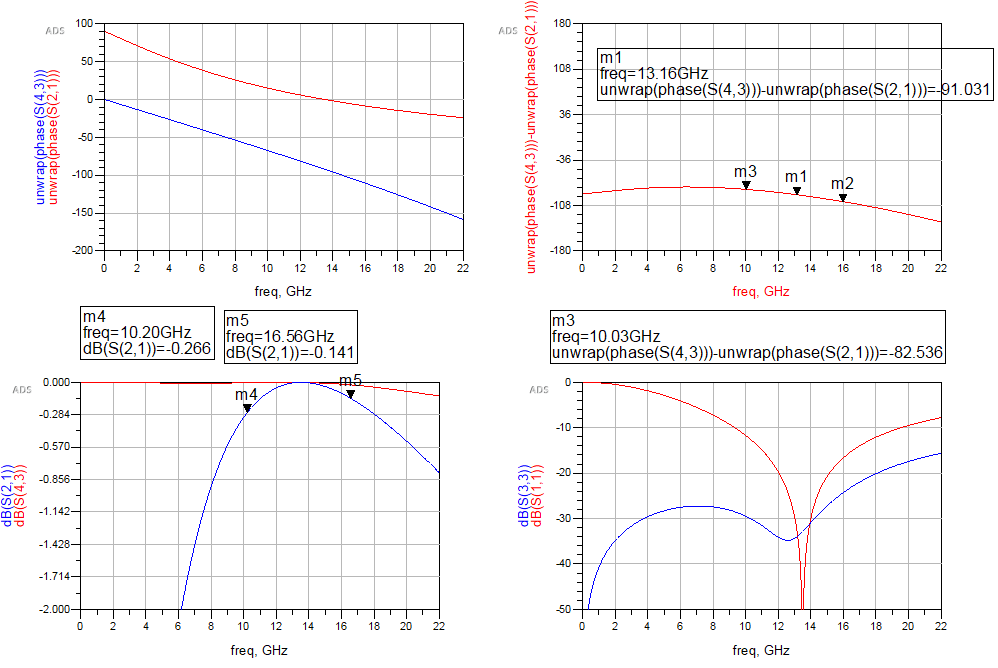 ADS
unwrap(phase(S(4,3)))
unwrap(phase(S(2,1)))
100
50
0
-50
-100
-150
-200
0 2 4 6 8 10 12 14 16 18 20 22
freq, GHz
ADS
unwrap(phase(S(4,3)))-unwrap(phase(S(2,1)))
180
108
36
-36
-108
-180
m1
freq=13.16GHz
unwrap(phase(S(4,3)))-unwrap(phase(S(2,1)))=-91.031
m3
m1
m2
0 2 4 6 8 10 12 14 16 18 20 22
freq, GHz
m4
freq=10.20GHz
dB(S(2,1))=-0.266
m5
freq=16.56GHz
dB(S(2,1))=-0.141
ADS
dB(S(2,1))
dB(S(4,3))
0.000
-0.284
-0.570
-0.856
-1.142
-1.428
-1.714
-2.000
m4
m5
0 2 4 6 8 10 12 14 16 18 20 22
freq, GHz
m3
freq=10.03GHz
unwrap(phase(S(4,3)))-unwrap(phase(S(2,1)))=-82.536
ADS
dB(S(3,3))
dB(S(1,1))
0
-10
-20
-30
-40
-50
0 2 4 6 8 10 12 14 16 18 20 22
freq, GHz